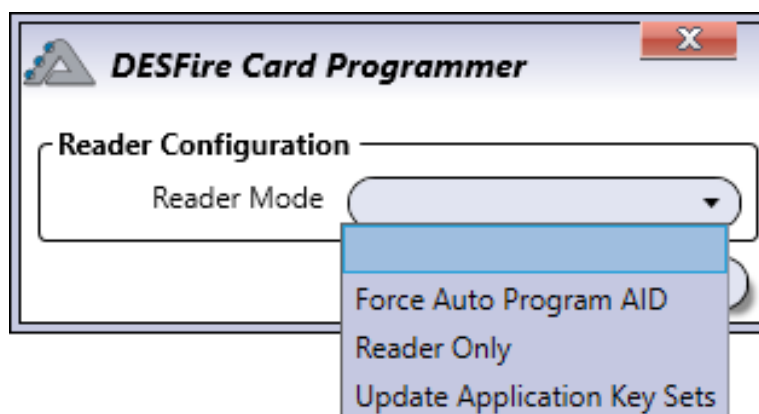 DESFire Card Programmer
Reader Configuration
Reader Mode
Force Auto Program AID
Reader Only
Update Application Key Sets